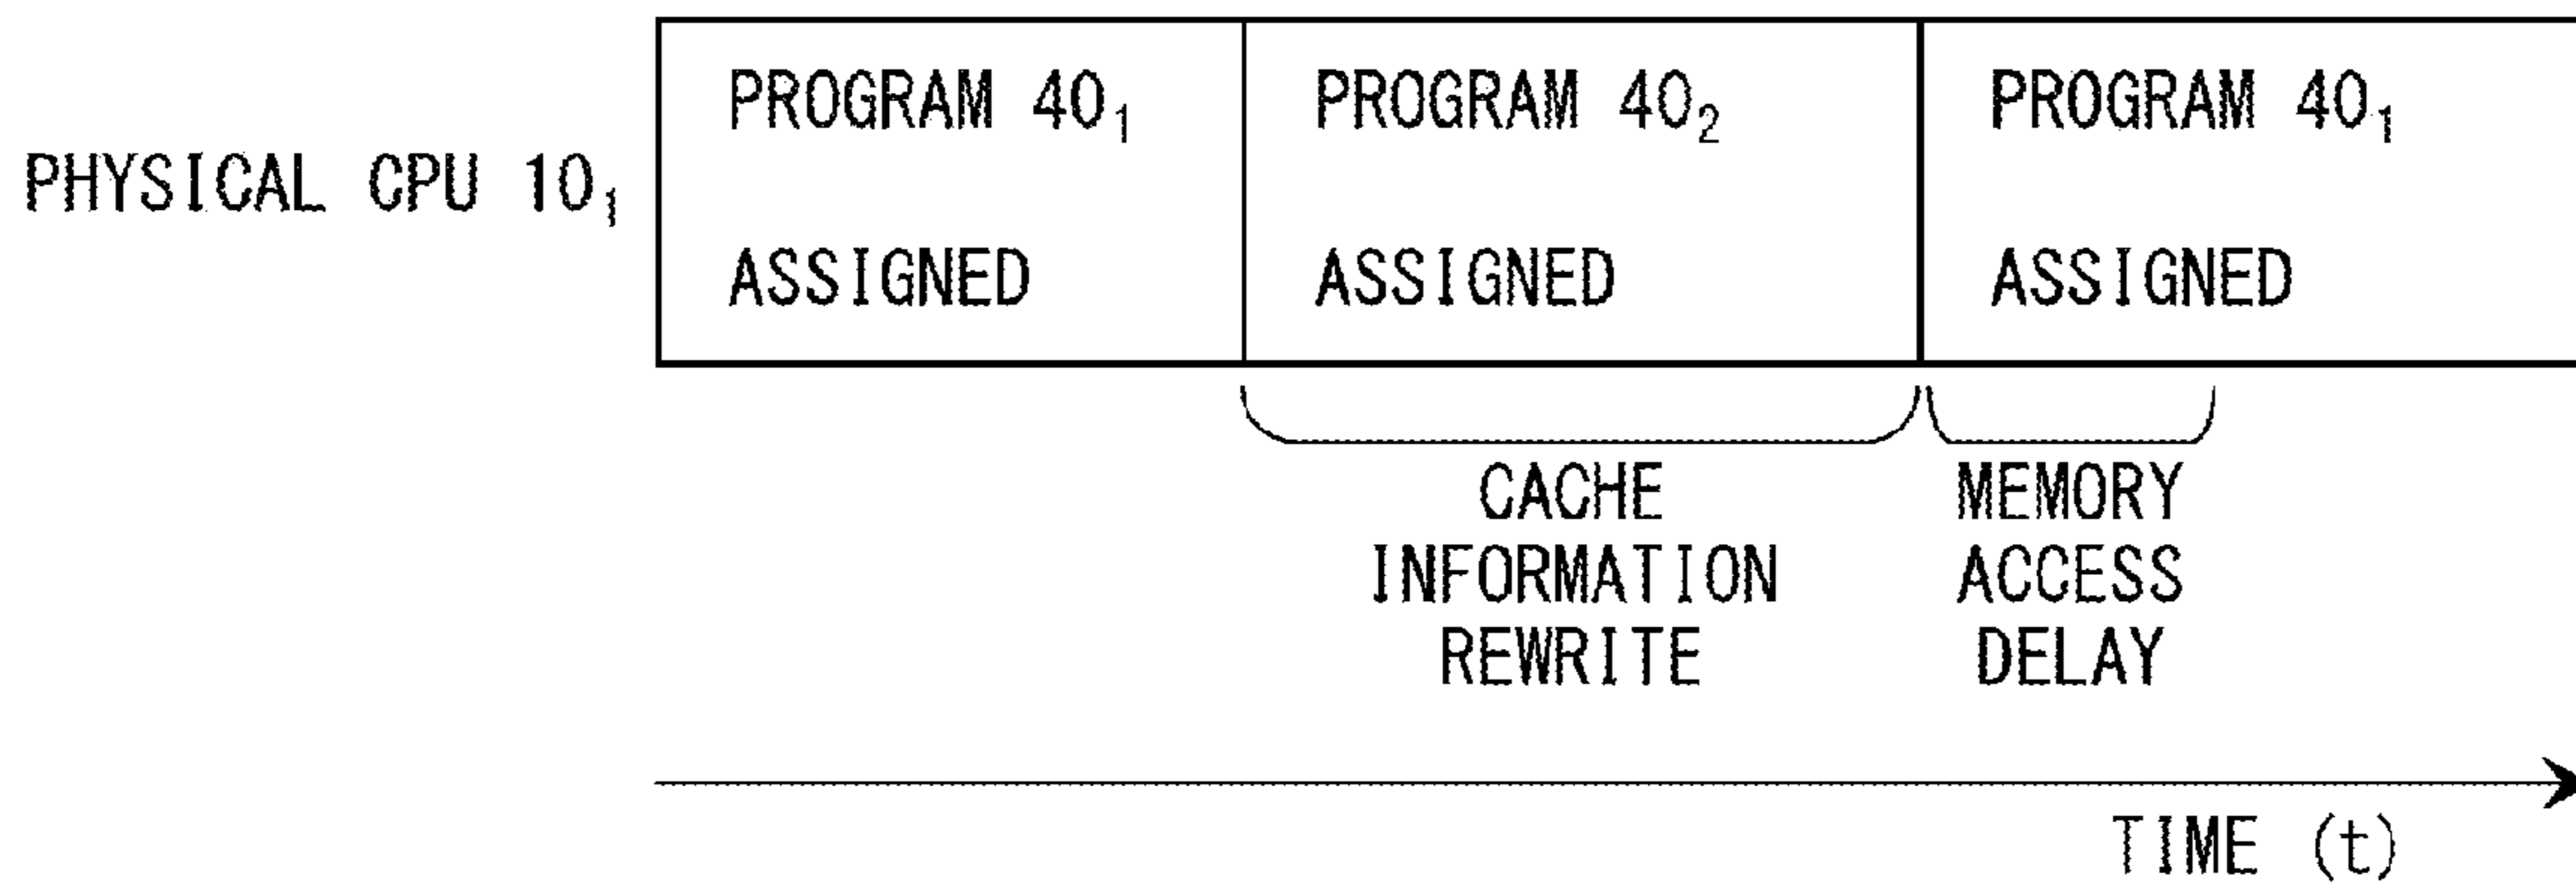 PHYSICAL CPU 10₁
PROGRAM 40₁
ASSIGNED
PROGRAM 40₂
ASSIGNED
PROGRAM 40₁
ASSIGNED
CACHE
INFORMATION
REWRITE
MEMORY
ACCESS
DELAY
TIME (t)